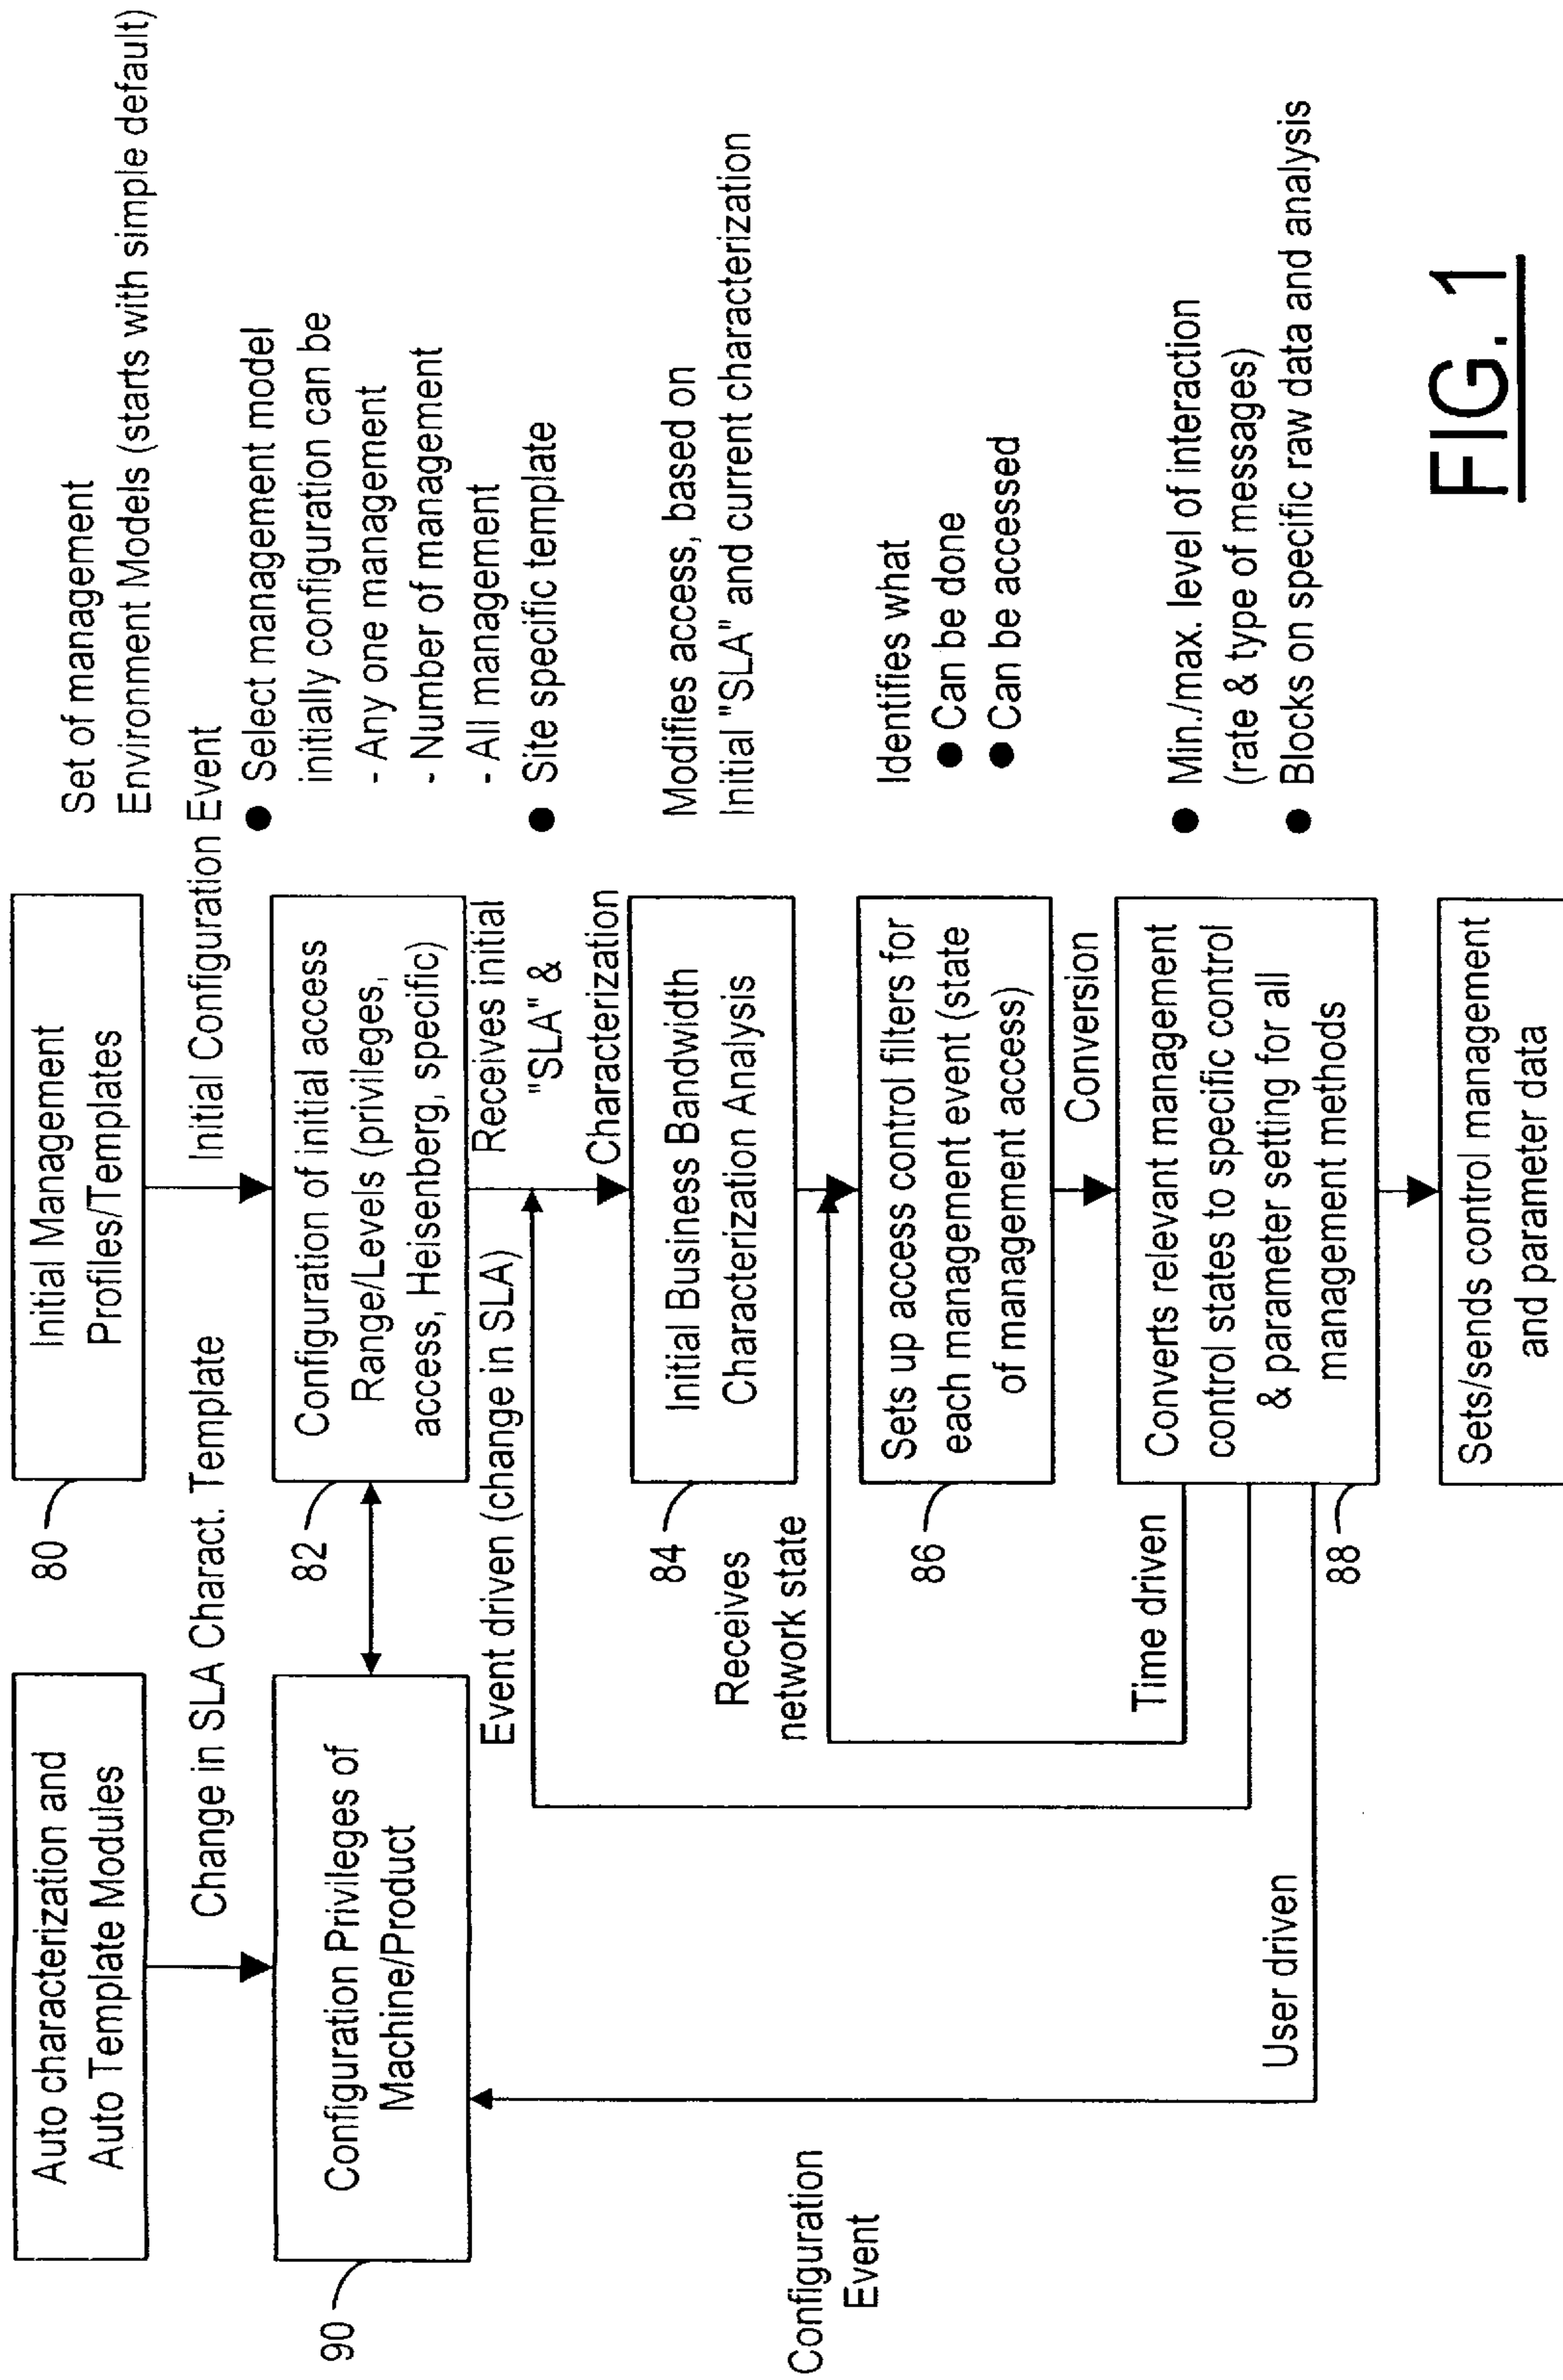 Auto characterization and
Auto Template Modules
80
Initial Management
Profiles/Templates
Set of management
Environment Models (starts with simple default)
Change in SLA Charact. Template
Initial Configuration Event
90
Configuration Privileges of
Machine/Product
82
Configuration of initial access
Range/Levels (privileges,
access, Heisenberg, specific)
● Select management model
initially configuration can be
- Any one management
- Number of management
- All management
● Site specific template
Event driven (change in SLA)
Receives initial
"SLA" &
Characterization
84
Initial Business Bandwidth
Characterization Analysis
Modifies access, based on
Initial "SLA" and current characterization
Receives
network state
Configuration
Event
86
Sets up access control filters for
each management event (state
of management access)
Identifies what
● Can be done
● Can be accessed
Conversion
Time driven
User driven
88
Converts relevant management
control states to specific control
& parameter setting for all
management methods
● Min./max. level of interaction
(rate & type of messages)
● Blocks on specific raw data and analysis
Sets/sends control management
and parameter data
FIG. 1